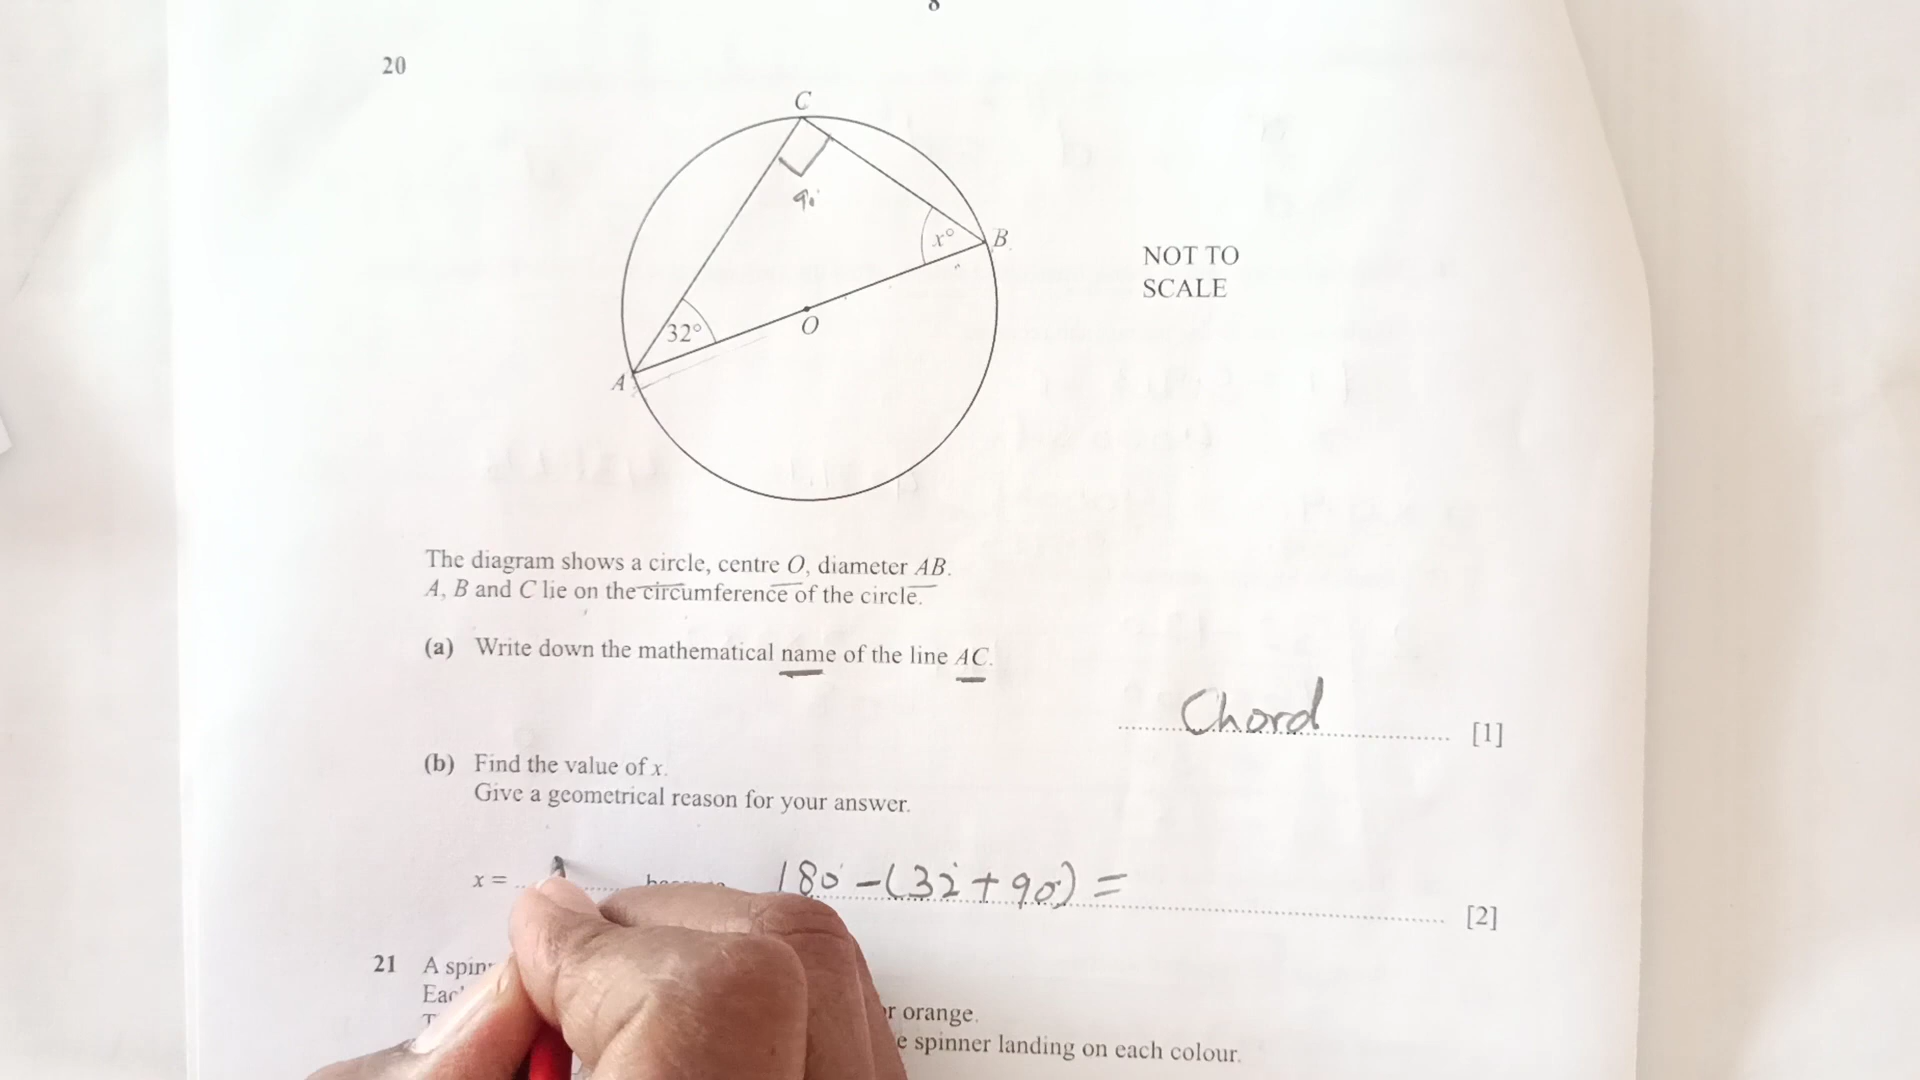 20
C
90°
x°
B
NOT TO
SCALE
32°
O
A
The diagram shows a circle, centre O, diameter AB.
A, B and C lie on the circumference of the circle.
(a) Write down the mathematical name of the line AC.
Chord [1]
(b) Find the value of x.
Give a geometrical reason for your answer.
x = 180° - (32° + 90°) = [2]
21 A
r orange.
e spinner landing on each colour.